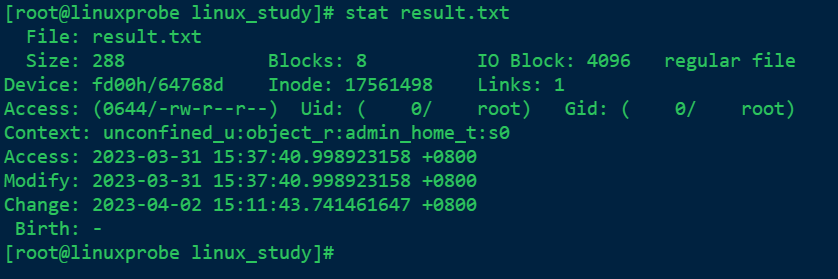 [root@linuxprobe linux_study]# stat result.txt
  File: result.txt
  Size: 288             Blocks: 8          IO Block: 4096   regular file
Device: fd00h/64768d    Inode: 17561498    Links: 1
Access: (0644/-rw-r--r--)  Uid: (    0/    root)   Gid: (    0/    root)
Context: unconfined_u:object_r:admin_home_t:s0
Access: 2023-03-31 15:37:40.998923158 +0800
Modify: 2023-03-31 15:37:40.998923158 +0800
Change: 2023-04-02 15:11:43.741461647 +0800
 Birth: -
[root@linuxprobe linux_study]#